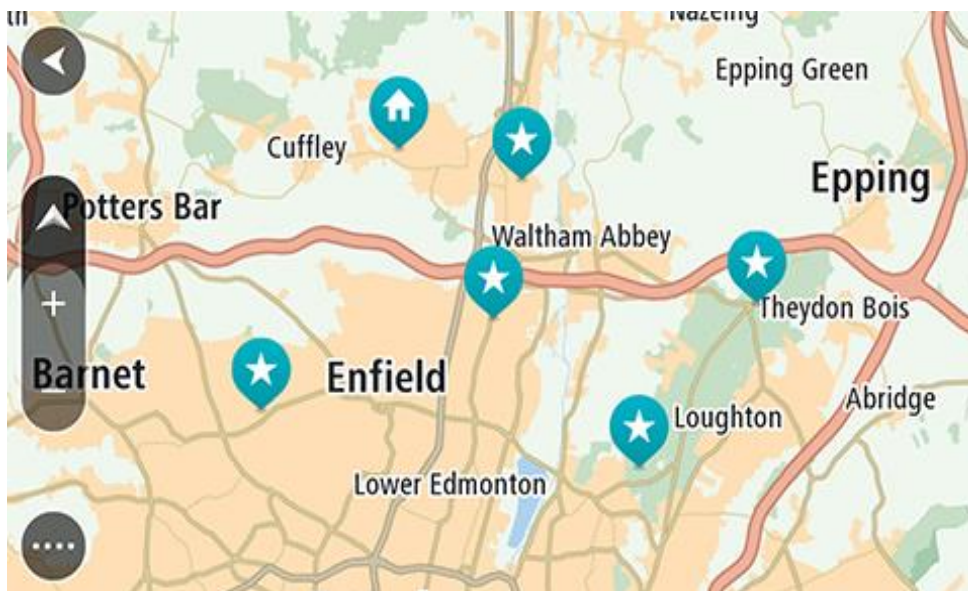 Nazeing
Epping Green
Cuffley
Epping
Potters Bar
Waltham Abbey
Theydon Bois
Barnet
Enfield
Abridge
Loughton
Lower Edmonton